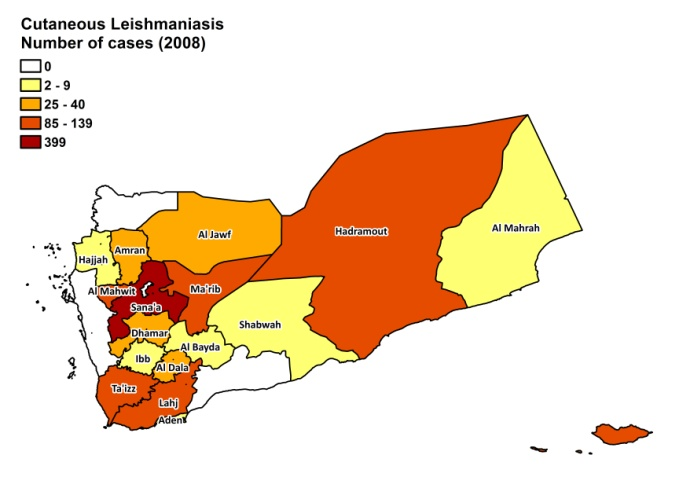 Cutaneous Leishmaniasis
Number of cases (2008)
0
2 - 9
25 - 40
85 - 139
399
Hadramout
Al Mahrah
Al Jawf
Amran
Hajjah
Al Mahwit
Ma'rib
Sana'a
Shabwah
Dhamar
Al Bayda
Ibb
Al Dala
Ta'izz
Lahj
Aden